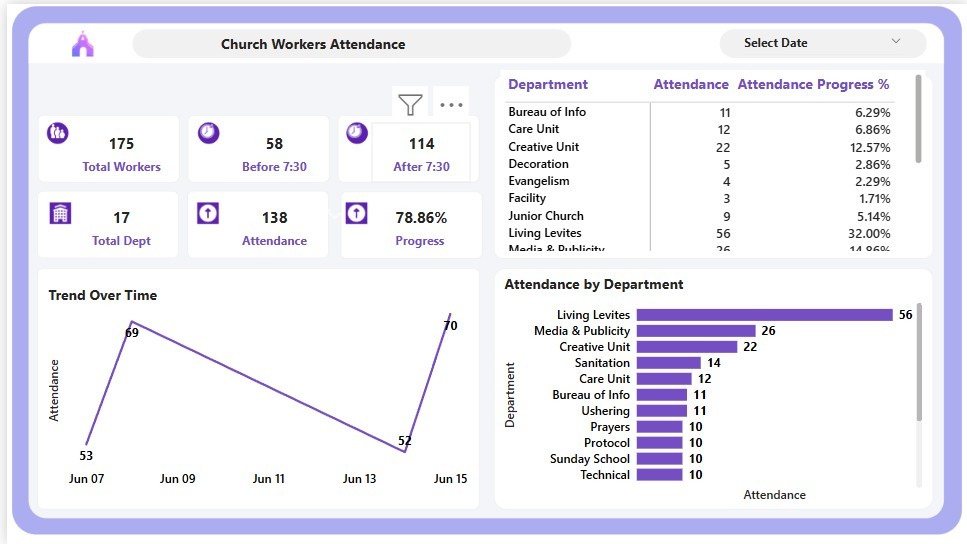 Church Workers Attendance
Select Date
175
Total Workers
58
Before 7:30
114
After 7:30
17
Total Dept
138
Attendance
78.86%
Progress
Department Attendance Attendance Progress %
Bureau of Info 11 6.29%
Care Unit 12 6.86%
Creative Unit 22 12.57%
Decoration 5 2.86%
Evangelism 4 2.29%
Facility 3 1.71%
Junior Church 9 5.14%
Living Levites 56 32.00%
Media & Publicity 26 14.86%
Trend Over Time
Attendance
53
69
52
70
Jun 07 Jun 09 Jun 11 Jun 13 Jun 15
Attendance by Department
Department
Living Levites 56
Media & Publicity 26
Creative Unit 22
Sanitation 14
Care Unit 12
Bureau of Info 11
Ushering 11
Prayers 10
Protocol 10
Sunday School 10
Technical 10
Attendance